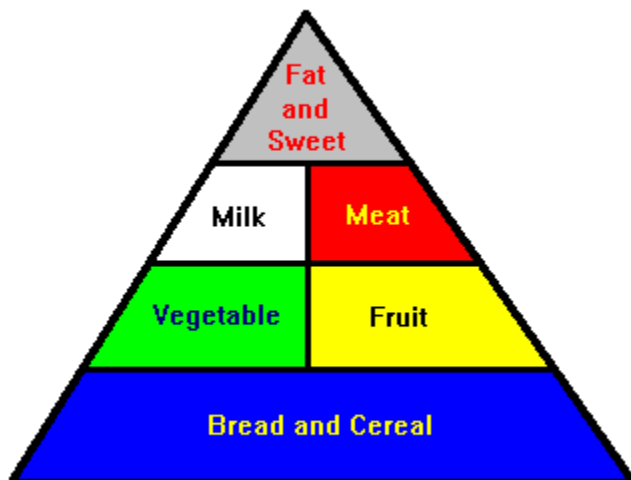 Fat
and
Sweet
Milk
Meat
Vegetable
Fruit
Bread and Cereal